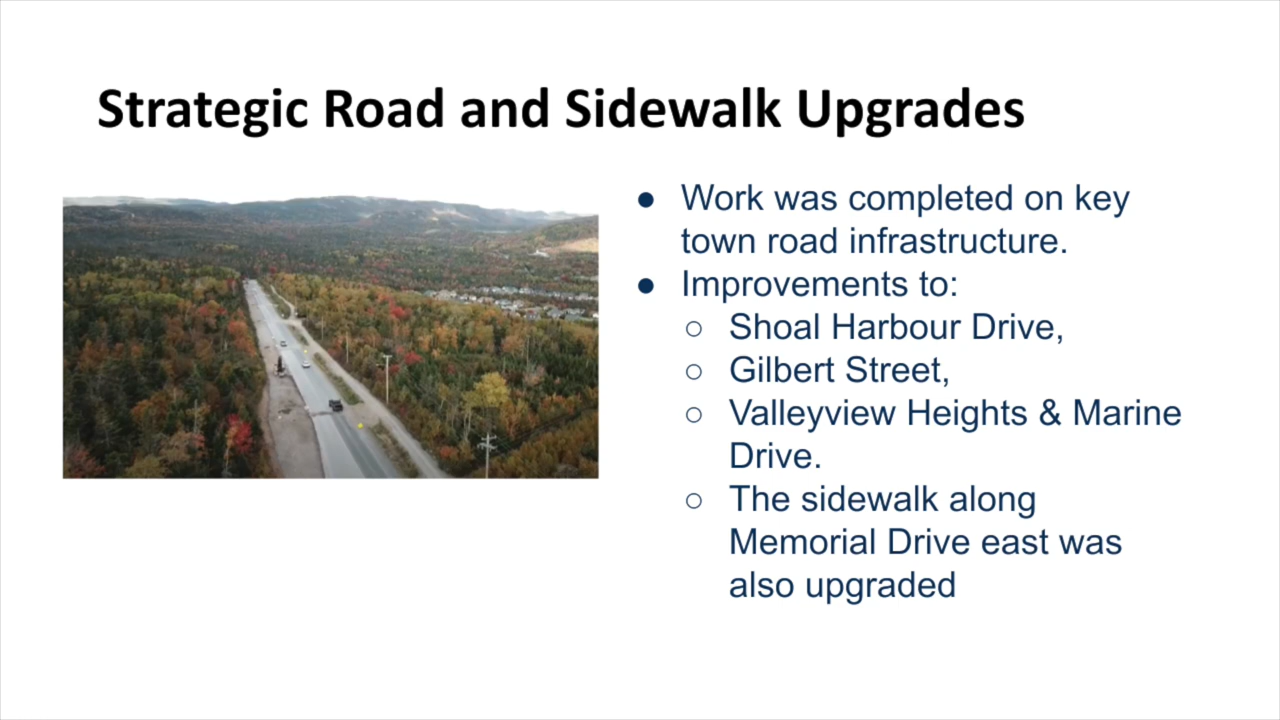 Strategic Road and Sidewalk Upgrades
● Work was completed on key
town road infrastructure.
● Improvements to:
○ Shoal Harbour Drive,
○ Gilbert Street,
○ Valleyview Heights & Marine
Drive.
○ The sidewalk along
Memorial Drive east was
also upgraded